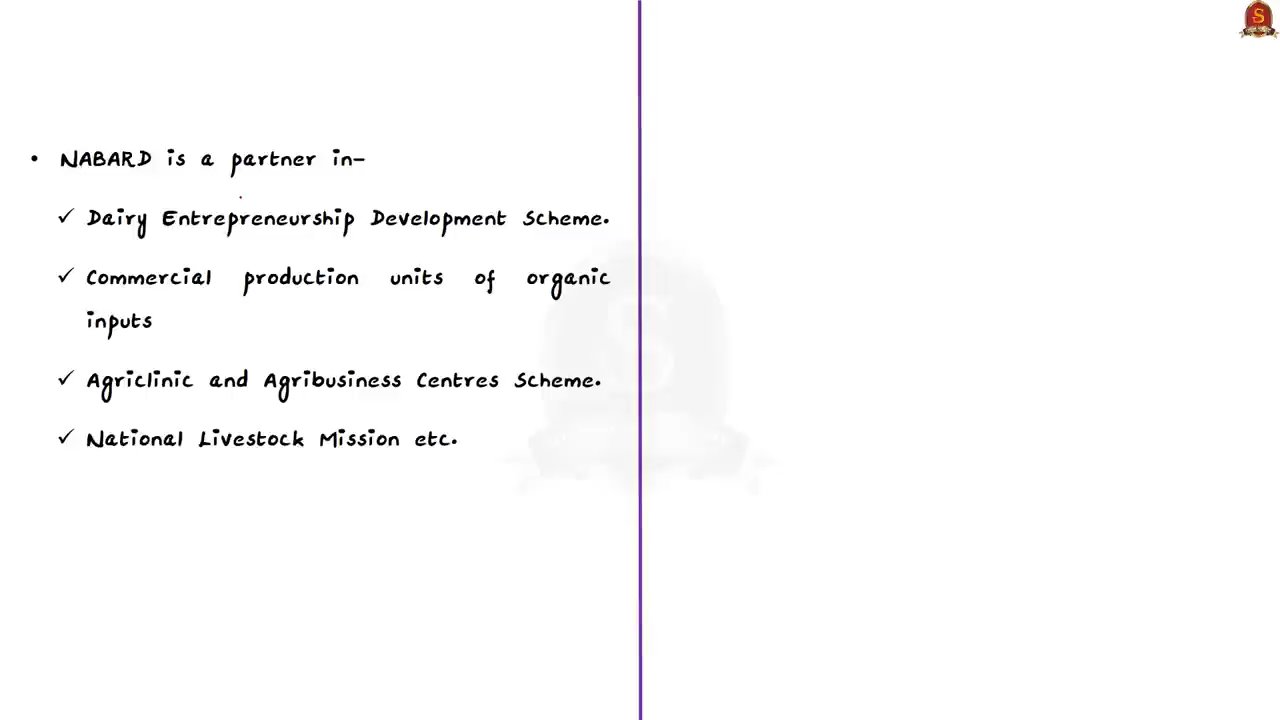 • NABARD is a partner in-
✓ Dairy Entrepreneurship Development Scheme.
✓ Commercial production units of organic
inputs
✓ Agriclinic and Agribusiness Centres Scheme.
✓ National Livestock Mission etc.
S